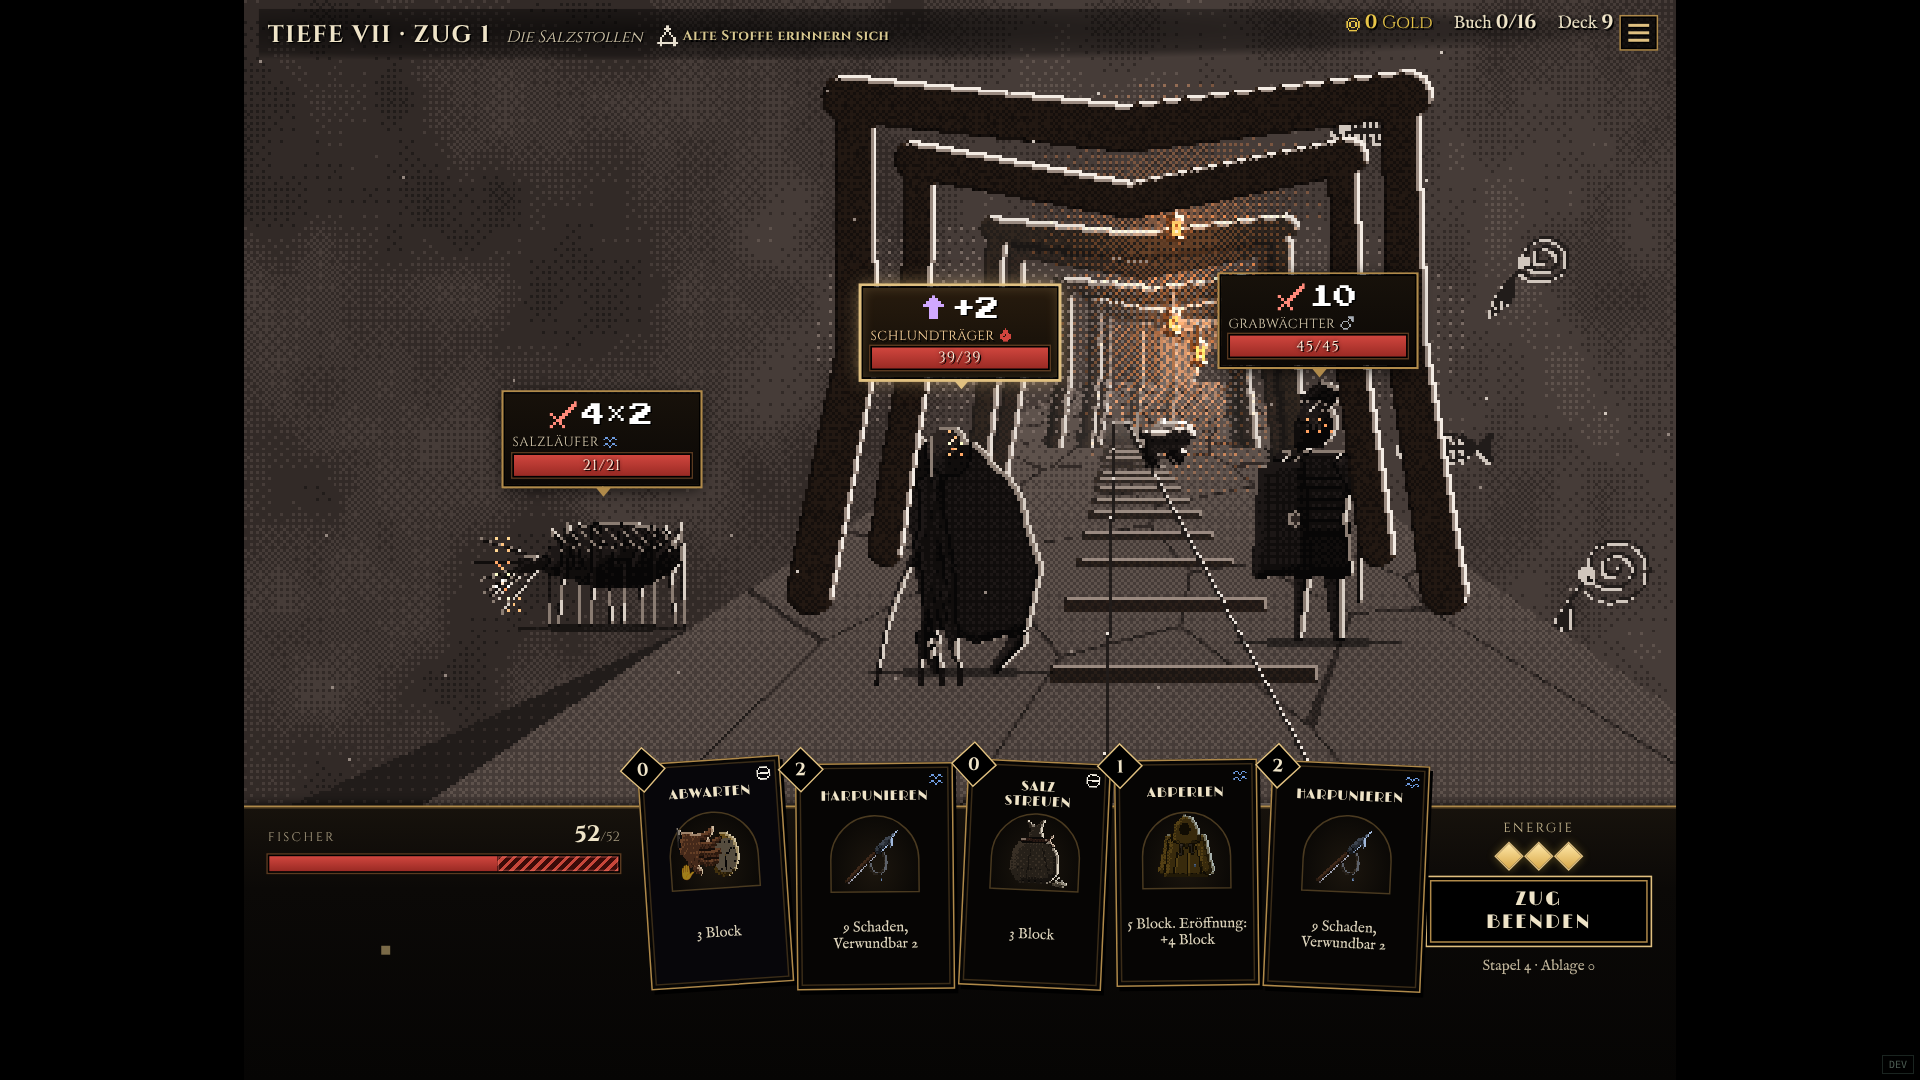 TIEFE VII · ZUG 1 DIE SALZSTOLLEN ALTE STOFFE ERINNERN SICH
0 GOLD Buch 0/16 Deck 9
+2
SCHLUNDTRÄGER
39/39
10
GRABWÄCHTER
45/45
4×2
SALZLÄUFER
21/21
FISCHER 52/52
0
ABWARTEN
3 Block
2
HARPUNIEREN
9 Schaden,
Verwundbar 2
0
SALZ
STREUEN
3 Block
1
ABPERLEN
5 Block. Eröffnung:
+4 Block
2
HARPUNIEREN
9 Schaden,
Verwundbar 2
ENERGIE
ZUG
BEENDEN
Stapel 4 · Ablage 0
DEV